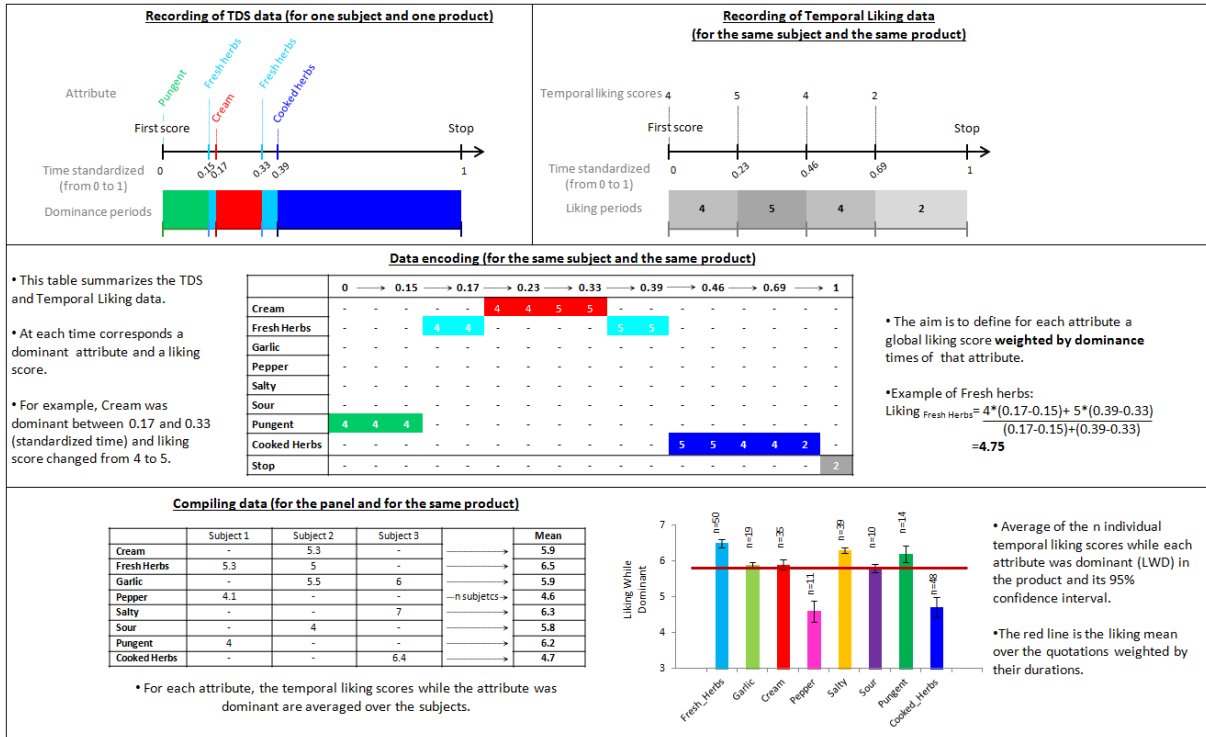 Recording of TDS data (for one subject and one product)
Attribute
Pungent
Fresh herbs
Cream
Fresh herbs
Cooked herbs
First score
Stop
Time standardized
(from 0 to 1)
0
0.15
0.17
0.33
0.39
1
Dominance periods
Recording of Temporal Liking data
(for the same subject and the same product)
Temporal liking scores 4 5 4 2
First score
Stop
Time standardized
(from 0 to 1)
0 0.23 0.46 0.69 1
Liking periods 4 5 4 2
Data encoding (for the same subject and the same product)
• This table summarizes the TDS
and Temporal Liking data.
• At each time corresponds a
dominant attribute and a liking
score.
• For example, Cream was
dominant between 0.17 and 0.33
(standardized time) and liking
score changed from 4 to 5.
0 0.15 0.17 0.23 0.33 0.39 0.46 0.69 1
Cream - - - - - 4 4 5 5 - - - - - - - -
Fresh Herbs - - - 4 4 - - - - 5 5 - - - - - -
Garlic - - - - - - - - - - - - - - - - -
Pepper - - - - - - - - - - - - - - - - -
Salty - - - - - - - - - - - - - - - - -
Sour - - - - - - - - - - - - - - - - -
Pungent 4 4 4 - - - - - - - - - - - - - -
Cooked Herbs - - - - - - - - - - - 5 5 4 4 2 -
Stop - - - - - - - - - - - - - - - - 2
• The aim is to define for each attribute a
global liking score weighted by dominance
times of that attribute.
•Example of Fresh herbs:
Liking Fresh Herbs= 4*(0.17-0.15)+ 5*(0.39-0.33)
(0.17-0.15)+(0.39-0.33)
=4.75
Compiling data (for the panel and for the same product)
Subject 1 Subject 2 Subject 3 Mean
Cream - 5.3 - 5.9
Fresh Herbs 5.3 5 - 6.5
Garlic - 5.5 6 5.9
Pepper 4.1 - - n subjetcs 4.6
Salty - - 7 6.3
Sour - 4 - 5.8
Pungent 4 - - 6.2
Cooked Herbs - - 6.4 4.7
• For each attribute, the temporal liking scores while the attribute was
dominant are averaged over the subjects.
Liking While
Dominant
7
6
5
4
3
n=50
n=19
n=35
n=11
n=39
n=10
n=14
n=43
Fresh_Herbs
Garlic
Cream
Pepper
Salty
Sour
Pungent
Cooked_Herbs
• Average of the n individual
temporal liking scores while each
attribute was dominant (LWD) in
the product and its 95%
confidence interval.
•The red line is the liking mean
over the quotations weighted by
their durations.